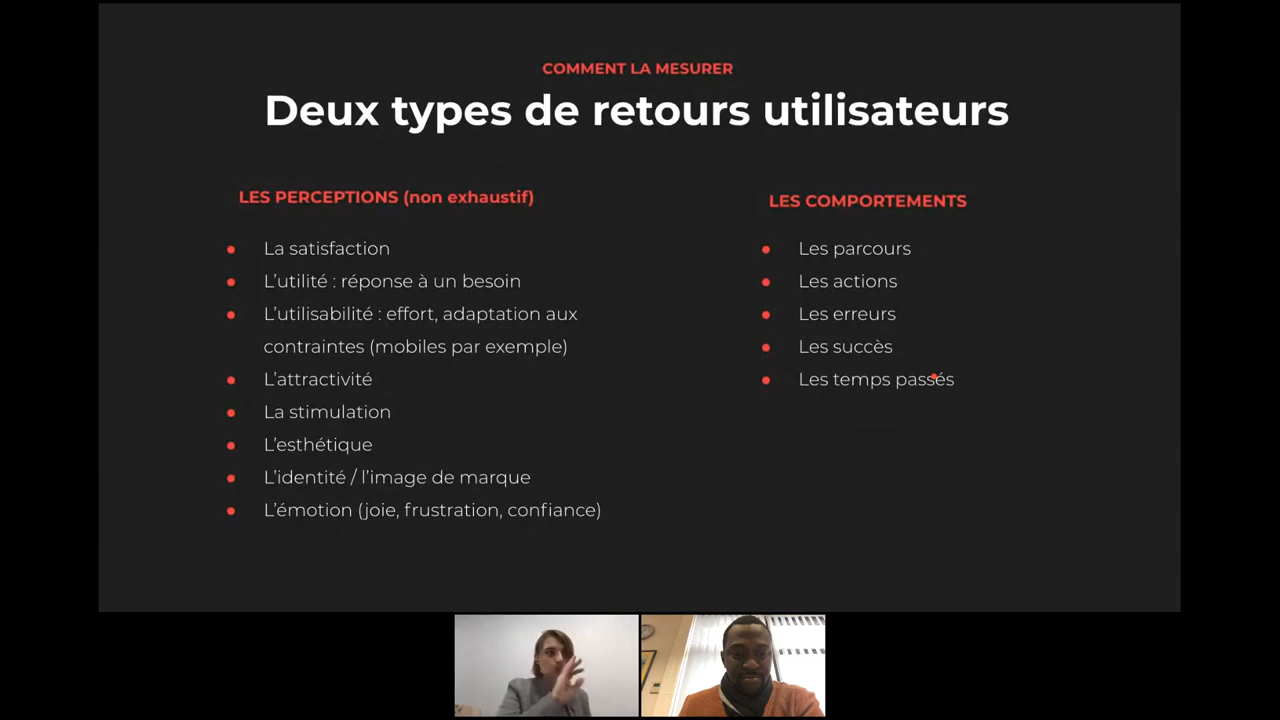 COMMENT LA MESURER
Deux types de retours utilisateurs
LES PERCEPTIONS (non exhaustif)
La satisfaction
L'utilité : réponse à un besoin
L'utilisabilité : effort, adaptation aux
contraintes (mobiles par exemple)
L'attractivité
La stimulation
L'esthétique
L'identité / l'image de marque
L'émotion (joie, frustration, confiance)
LES COMPORTEMENTS
Les parcours
Les actions
Les erreurs
Les succès
Les temps passés